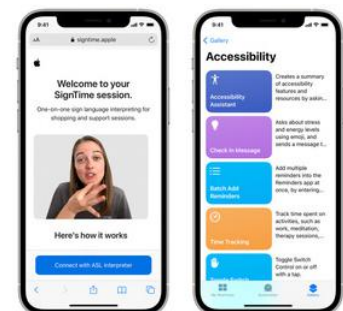 9:41
AA
signtime.apple
Welcome to your
SignTime session.
One-on-one sign language interpreting for
shopping and support sessions.
Here's how it works
Connect with ASL interpreter
9:41
Gallery
Accessibility
Accessibility
Assistant
Creates a summary
of accessibility
features and
resources by askin...
Check In Message
Asks about stress
and energy levels
using emoji, and
sends a message t...
Batch Add
Reminders
Add multiple
reminders into the
Reminders app at
once, by entering...
Time Tracking
Track time spent on
activities, such as
work, meditation,
therapy sessions,...
Toggle Switch
Control on or off
with a tap.
Gallery